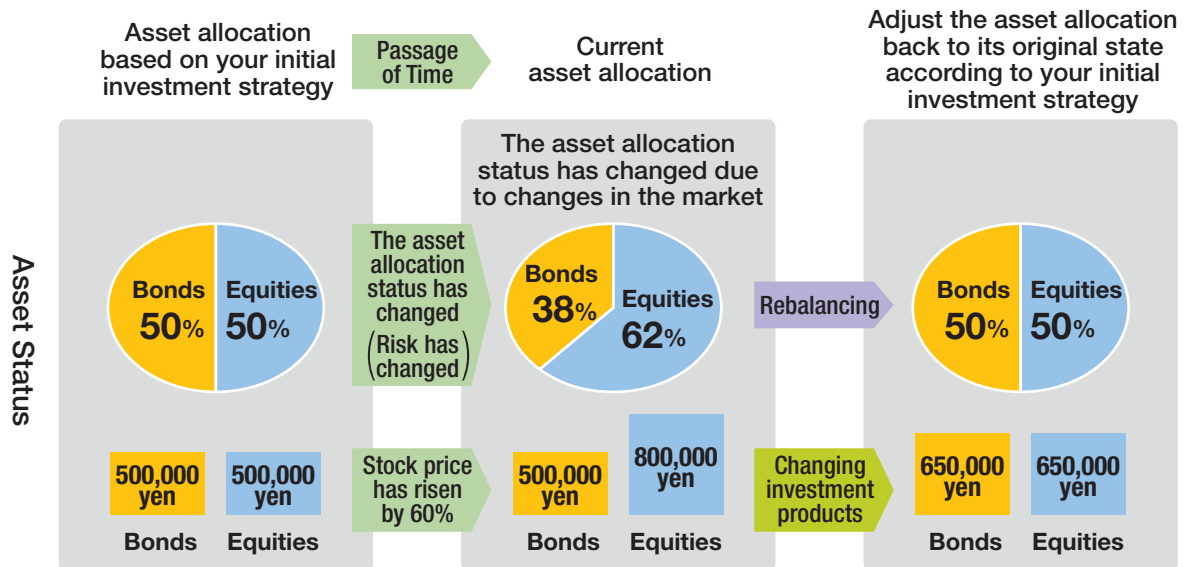 Asset allocation
based on your initial
investment strategy
Passage
of Time
Current
asset allocation
Adjust the asset allocation
back to its original state
according to your initial
investment strategy
Asset Status
Bonds
50%
Equities
50%
The asset
allocation
status has
changed
(Risk has
changed)
The asset allocation
status has changed due
to changes in the market
Bonds
38%
Equities
62%
Rebalancing
Bonds
50%
Equities
50%
500,000
yen
Bonds
500,000
yen
Equities
Stock price
has risen
by 60%
500,000
yen
Bonds
800,000
yen
Equities
Changing
investment
products
650,000
yen
Bonds
650,000
yen
Equities